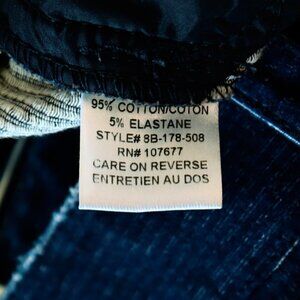 95% COTTON/COTON
5% ELASTANE
STYLE# 8B-178-508
RN# 107677
CARE ON REVERSE
ENTRETIEN AU DOS